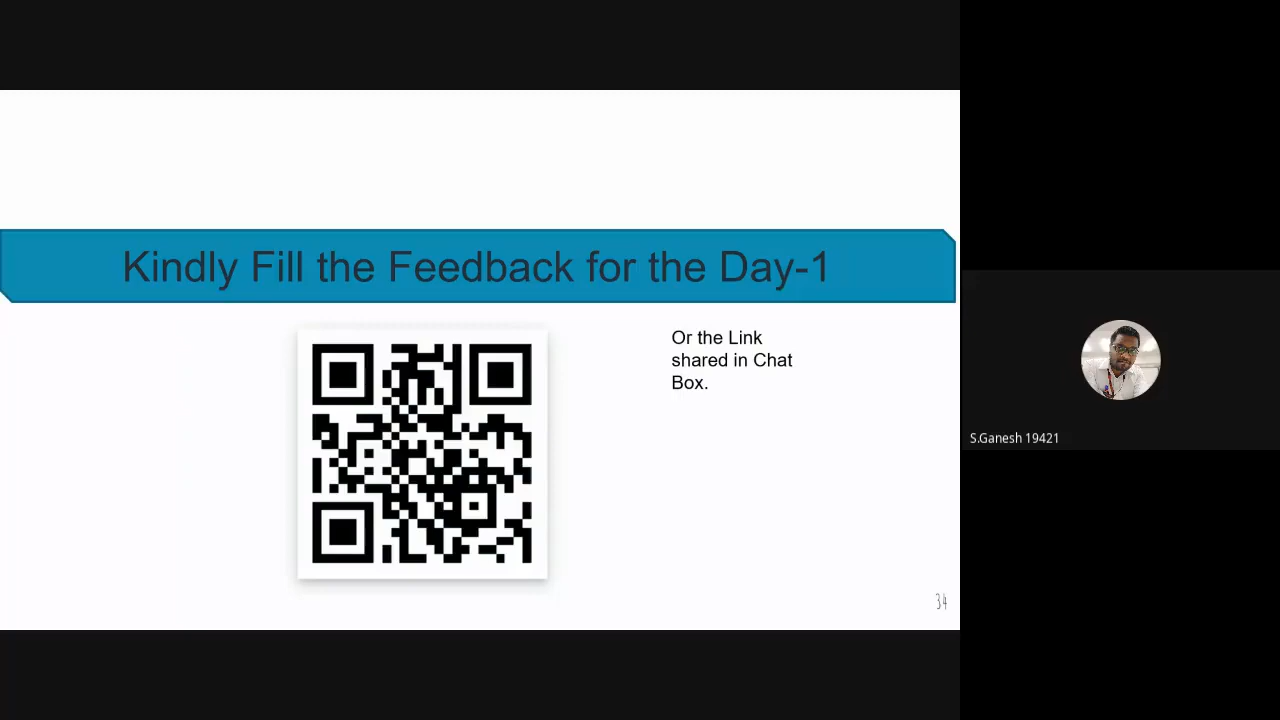 Kindly Fill the Feedback for the Day-1
Or the Link
shared in Chat
Box.
34
S.Ganesh 19421